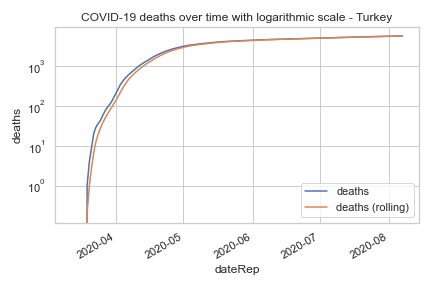 COVID-19 deaths over time with logarithmic scale - Turkey
deaths
10³
10²
10¹
10⁰
2020-04
2020-05
2020-06
2020-07
2020-08
dateRep
deaths
deaths (rolling)